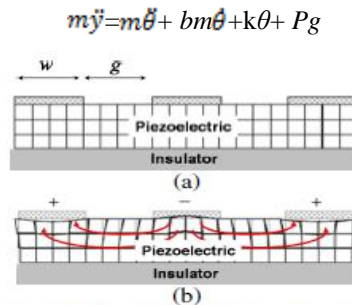 mÿ=mθ̈+ bmθ̇+kθ+ Pg
w g
Piezoelectric
Insulator
(a)
+ − +
Piezoelectric
Insulator
(b)